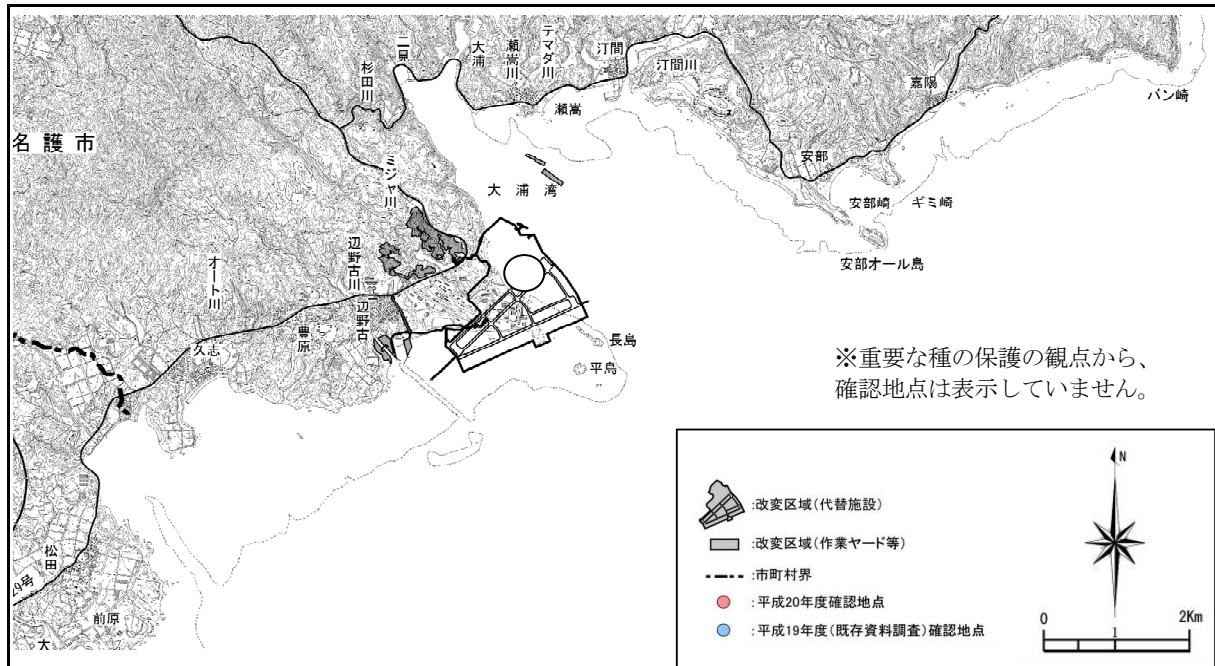 二見
大浦
瀬嵩川
テマダ川
汀間
汀間川
杉田川
嘉陽
バン崎
瀬嵩
名護市
安部
ミジャ川
大浦湾
安部崎
ギミ崎
安部オール島
辺野古川
オート川
辺野古
豊原
久志
長島
平島
※重要な種の保護の観点から、
確認地点は表示していません。
松田
29号
前原
大
N
:改変区域(代替施設)
:改変区域(作業ヤード等)
:市町村界
:平成20年度確認地点
:平成19年度(既存資料調査)確認地点
0 1 2Km